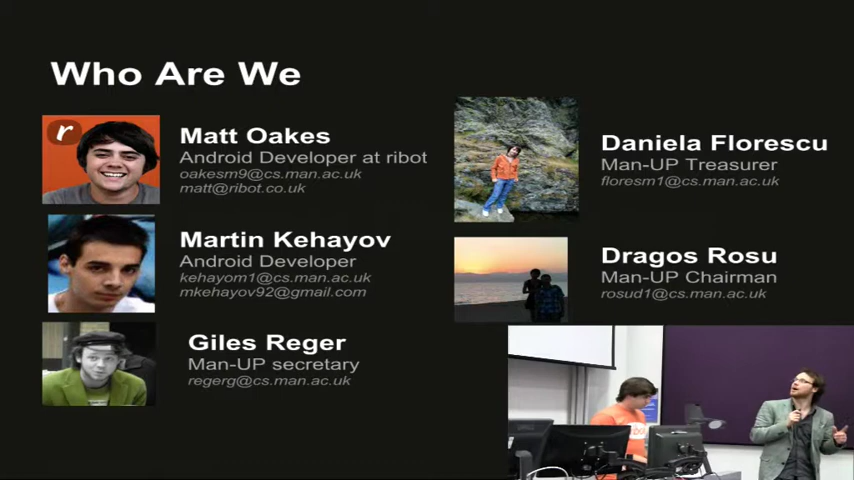 Who Are We
r
Matt Oakes
Android Developer at ribot
oakesm9@cs.man.ac.uk
matt@ribot.co.uk
Martin Kehayov
Android Developer
kehayom1@cs.man.ac.uk
mkehayov92@gmail.com
Giles Reger
Man-UP secretary
regerg@cs.man.ac.uk
Daniela Florescu
Man-UP Treasurer
floresm1@cs.man.ac.uk
Dragos Rosu
Man-UP Chairman
rosud1@cs.man.ac.uk